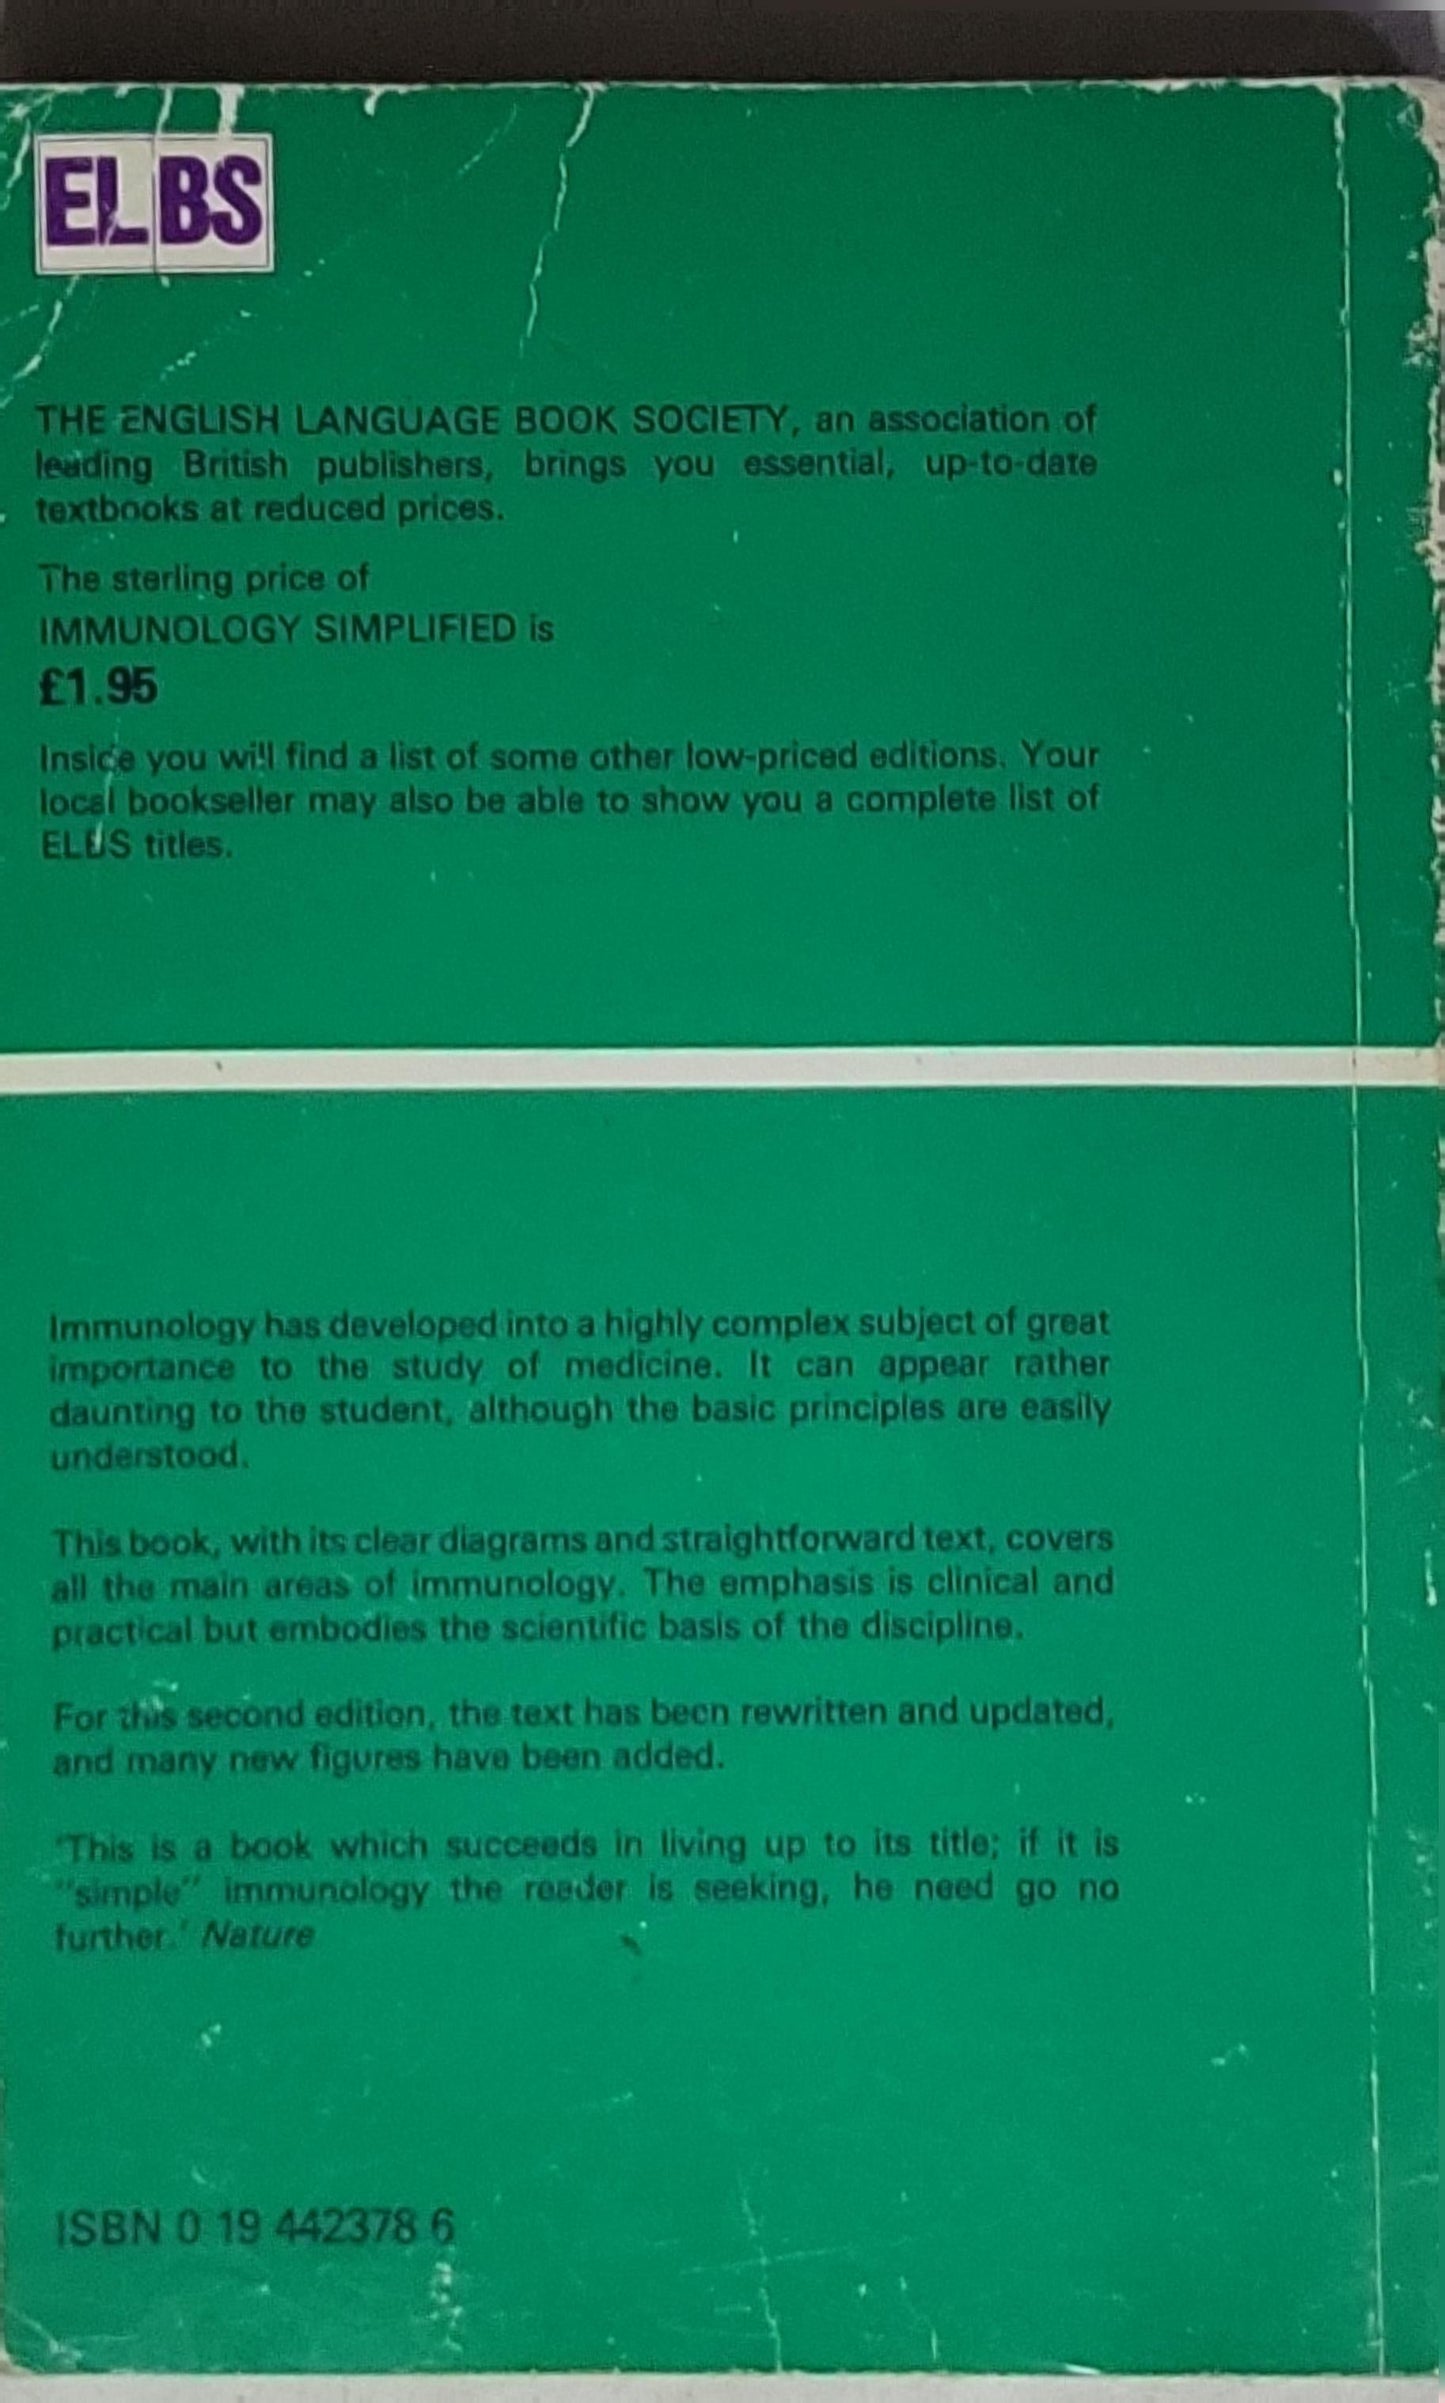 ELBS
THE ENGLISH LANGUAGE BOOK SOCIETY, an association of
leading British publishers, brings you essential, up-to-date
textbooks at reduced prices.
The sterling price of
IMMUNOLOGY SIMPLIFIED is
£1.95
Inside you will find a list of some other low-priced editions. Your
local bookseller may also be able to show you a complete list of
ELBS titles.
Immunology has developed into a highly complex subject of great
importance to the study of medicine. It can appear rather
daunting to the student, although the basic principles are easily
understood.
This book, with its clear diagrams and straightforward text, covers
all the main areas of immunology. The emphasis is clinical and
practical but embodies the scientific basis of the discipline.
For this second edition, the text has been rewritten and updated,
and many new figures have been added.
'This is a book which succeeds in living up to its title; if it is
"simple" immunology the reader is seeking, he need go no
further.' Nature
ISBN 0 19 442378 6